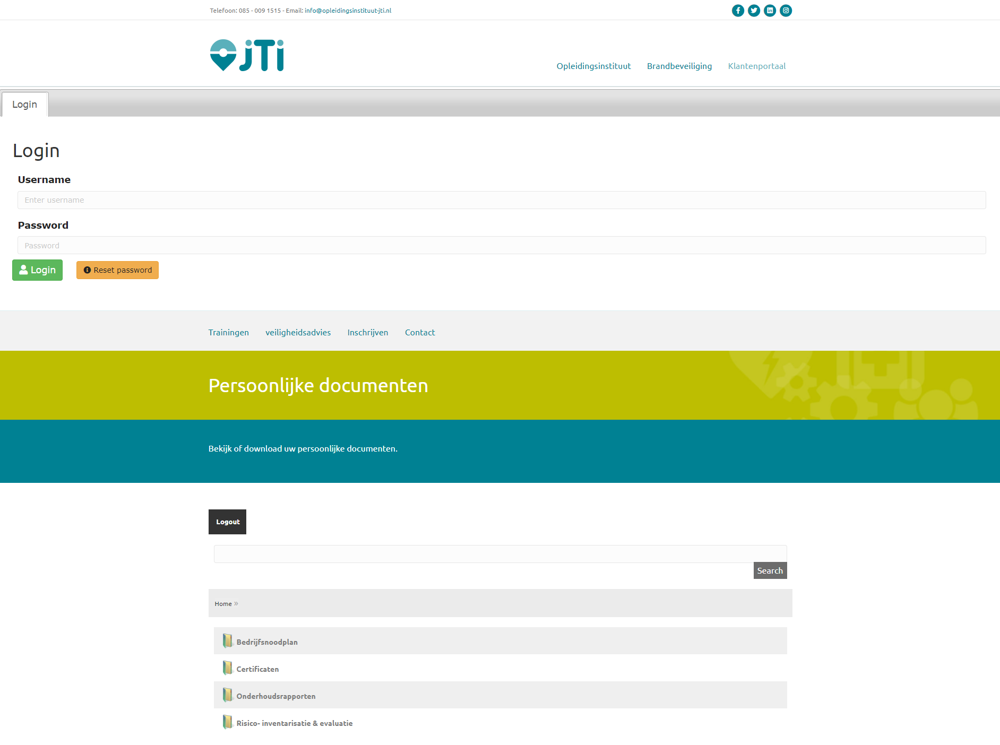 Telefoon: 085 - 009 1515 - Email: info@opleidingsinstituut-jti.nl
jTi
Opleidingsinstituut Brandbeveiliging Klantenportaal
Login
Login
Username
Enter username
Password
Password
Login Reset password
Trainingen veiligheidsadvies Inschrijven Contact
Persoonlijke documenten
Bekijk of download uw persoonlijke documenten.
Logout
Search
Home »
Bedrijfsnoodplan
Certificaten
Onderhoudsrapporten
Risico- inventarisatie & evaluatie